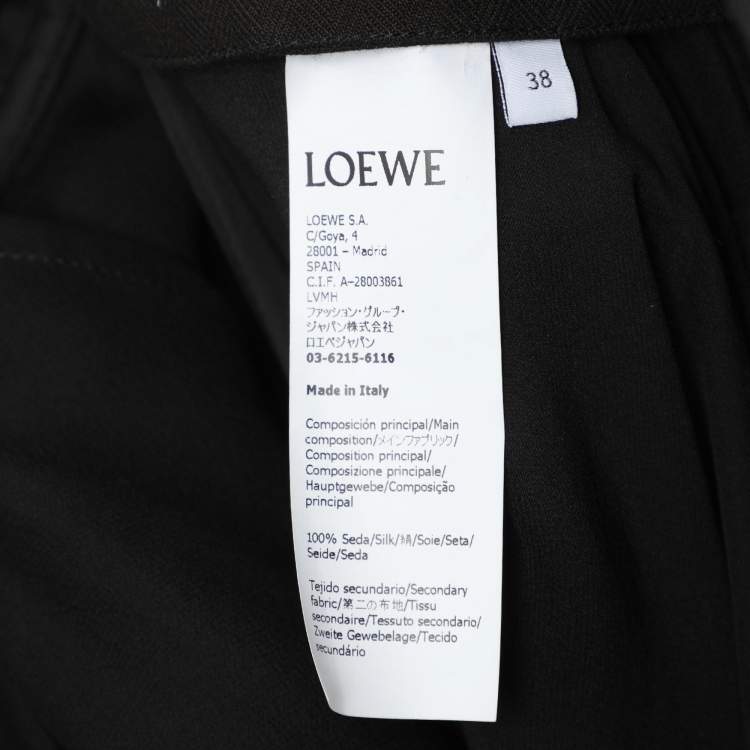 38
LOEWE
LOEWE S.A.
C/Goya, 4
28001 – Madrid
SPAIN
C.I.F. A-28003861
LVMH
ファッション・グループ・
ジャパン株式会社
ロエベジャパン
03-6215-6116
Made in Italy
Composición principal/Main
composition/メインファブリック/
Composition principal/
Composizione principale/
Hauptgewebe/Composição
principal
100% Seda/Silk/絹/Soie/Seta/
Seide/Seda
Tejido secundario/Secondary
fabric/第二の布地/Tissu
secondaire/Tessuto secondario/
Zweite Gewebelage/Tecido
secundário